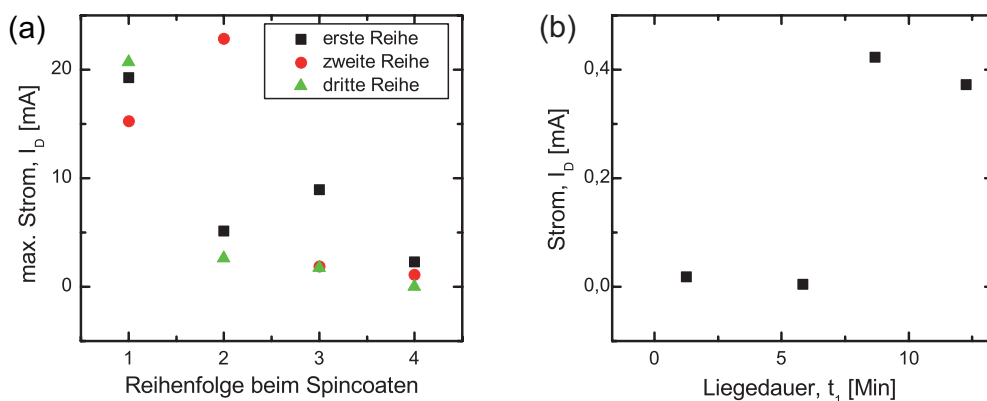 (a)
erste Reihe
zweite Reihe
dritte Reihe
20
10
0
max. Strom, I_D [mA]
1 2 3 4
Reihenfolge beim Spincoaten
(b)
0,4
0,2
0,0
Strom, I_D [mA]
0 5 10
Liegedauer, t_1 [Min]